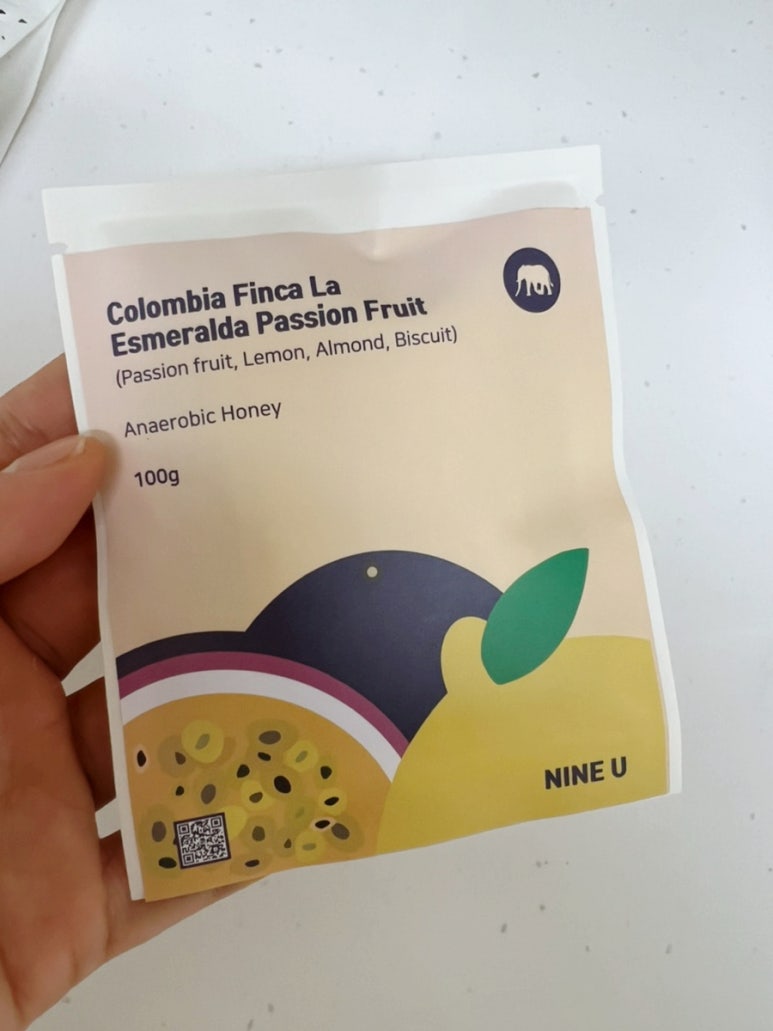 Colombia Finca La
Esmeralda Passion Fruit
(Passion fruit, Lemon, Almond, Biscuit)
Anaerobic Honey
100g
NINE U